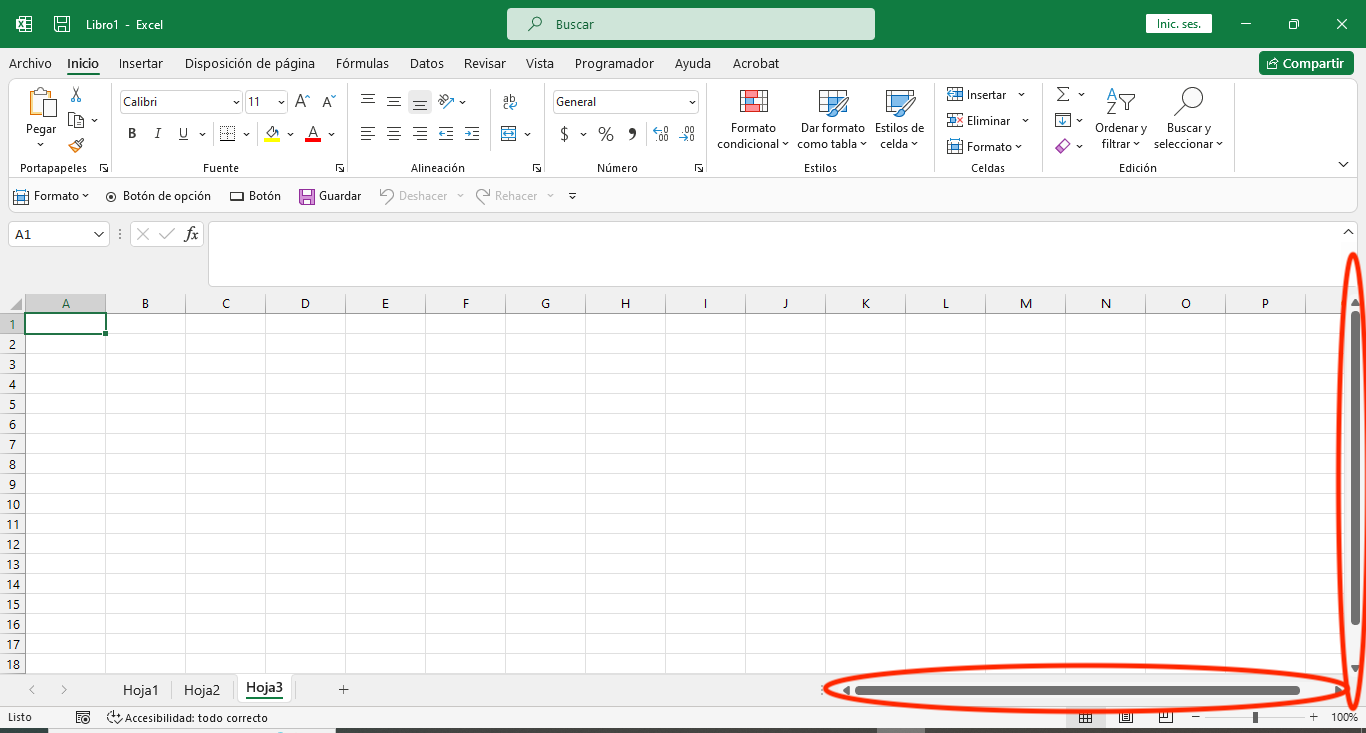 Libro1 - Excel
Buscar
Inic. ses.
Archivo Inicio Insertar Disposición de página Fórmulas Datos Revisar Vista Programador Ayuda Acrobat Compartir
Pegar
Portapapeles
Calibri 11
N K S
Fuente
ab
Alineación
General
$ % ,
Número
Formato condicional
Dar formato como tabla
Estilos de celda
Estilos
Insertar
Eliminar
Formato
Celdas
Ordenar y filtrar
Buscar y seleccionar
Edición
Formato Botón de opción Botón Guardar Deshacer Rehacer
A1 fx
A B C D E F G H I J K L M N O P
1
2
3
4
5
6
7
8
9
10
11
12
13
14
15
16
17
18
Hoja1 Hoja2 Hoja3 +
Listo Accesibilidad: todo correcto 100%